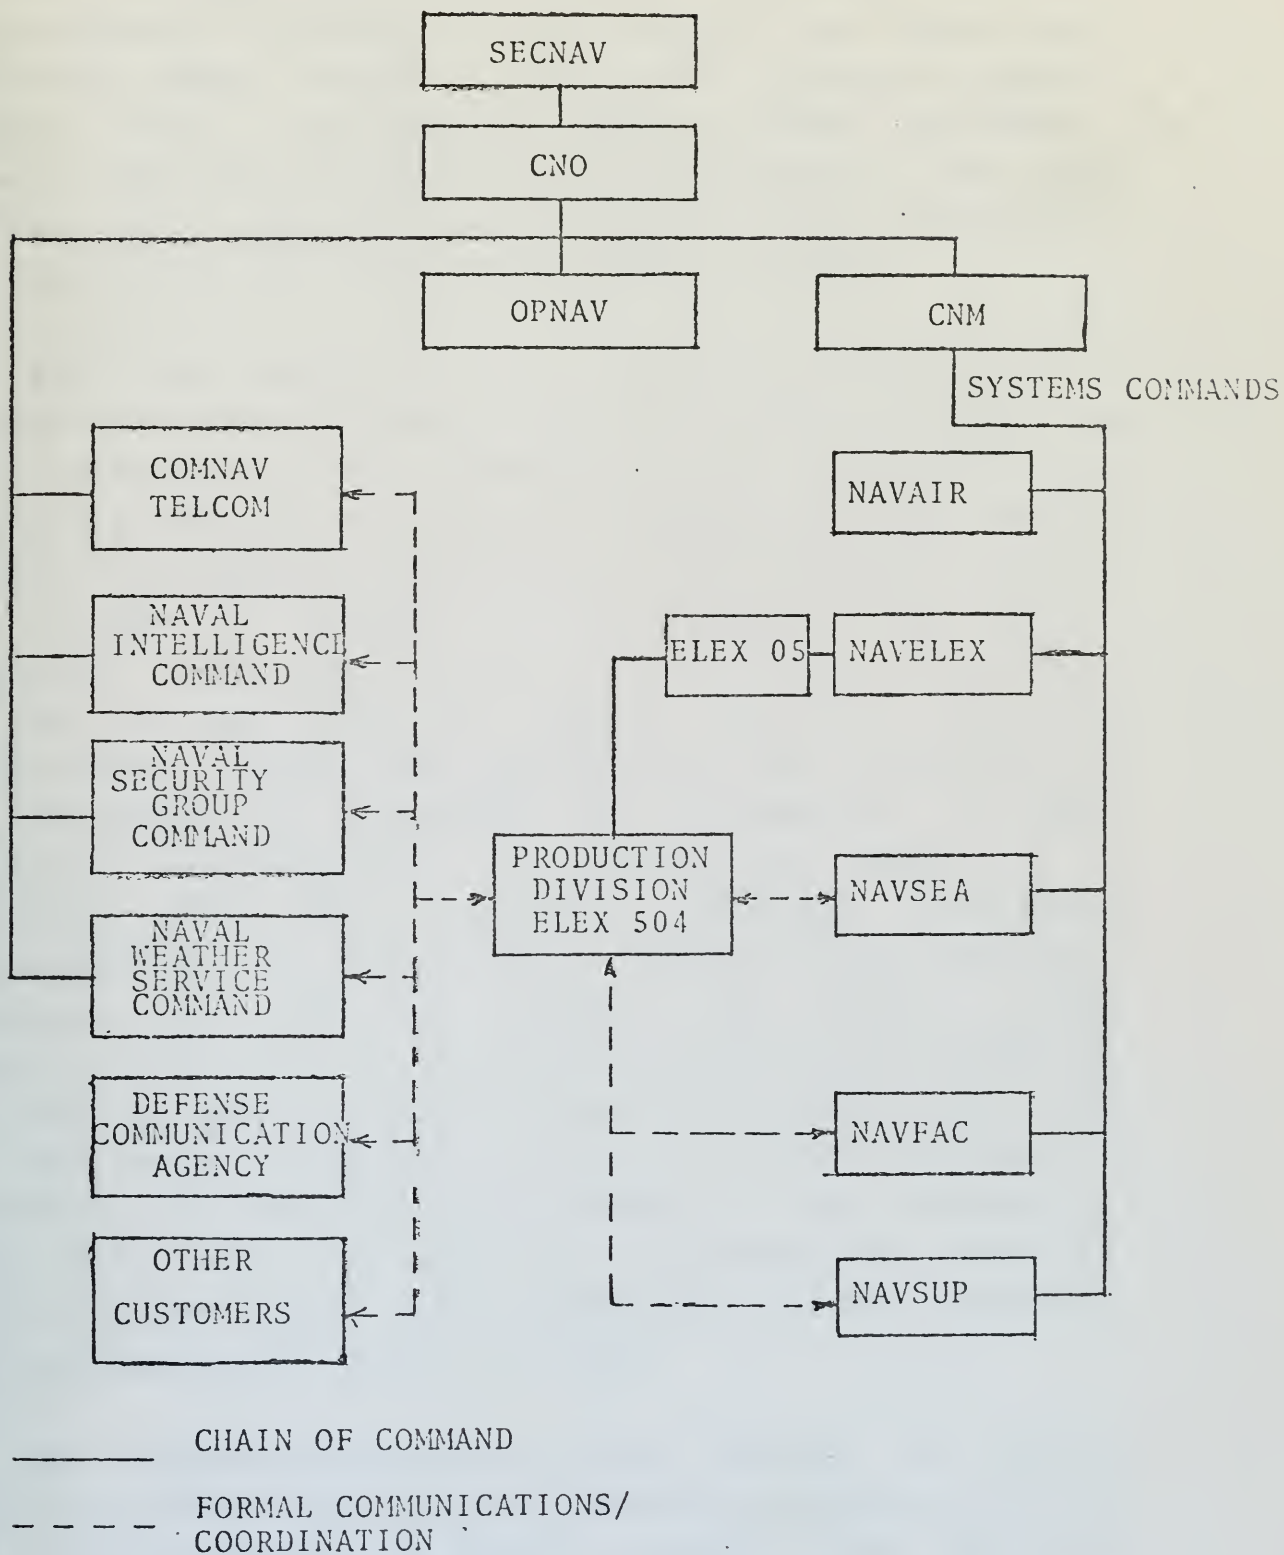 SECNAV
CNO
OPNAV
CNM
SYSTEMS COMMANDS
COMNAV
TELCOM
NAVAIR
NAVAL
INTELLIGENCE
COMMAND
ELEX 05
NAVELEX
NAVAL
SECURITY
GROUP
COMMAND
PRODUCTION
DIVISION
ELEX 504
NAVSEA
NAVAL
WEATHER
SERVICE
COMMAND
DEFENSE
COMMUNICATION
AGENCY
NAVFAC
OTHER
CUSTOMERS
NAVSUP
CHAIN OF COMMAND
FORMAL COMMUNICATIONS/
COORDINATION